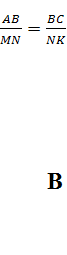 AB/MN = BC/NK
B